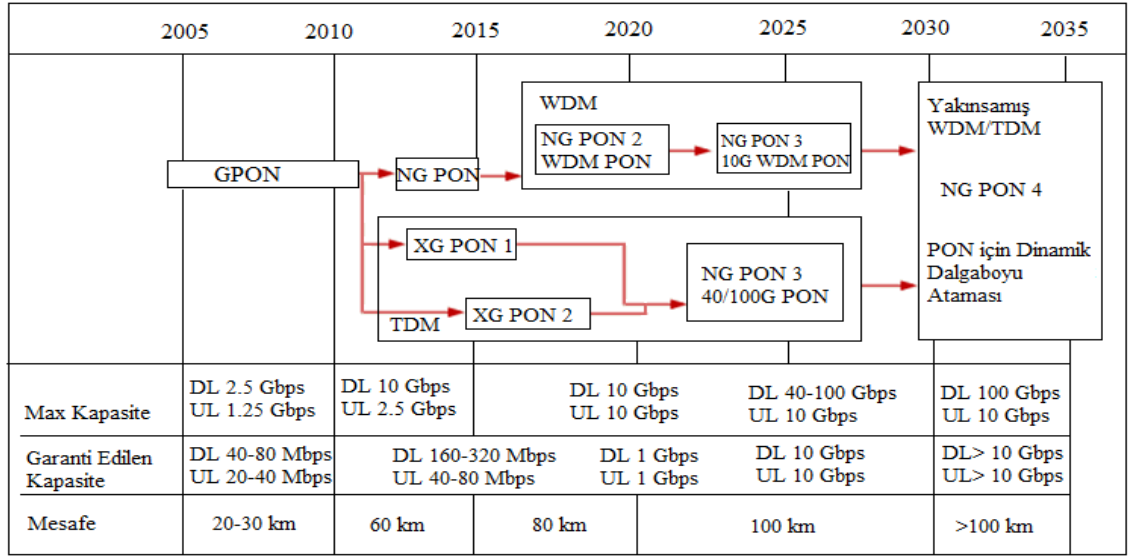 2005 2010 2015 2020 2025 2030 2035
WDM
NG PON 2
WDM PON
NG PON 3
10G WDM PON
Yakınsamış
WDM/TDM
NG PON 4
PON için Dinamik
Dalgaboyu
Ataması
GPON
NG PON
XG PON 1
XG PON 2
TDM
NG PON 3
40/100G PON
Max Kapasite
DL 2.5 Gbps
UL 1.25 Gbps
DL 10 Gbps
UL 2.5 Gbps
DL 10 Gbps
UL 10 Gbps
DL 40-100 Gbps
UL 10 Gbps
DL 100 Gbps
UL 10 Gbps
Garanti Edilen
Kapasite
DL 40-80 Mbps
UL 20-40 Mbps
DL 160-320 Mbps
UL 40-80 Mbps
DL 1 Gbps
UL 1 Gbps
DL 10 Gbps
UL 10 Gbps
DL> 10 Gbps
UL> 10 Gbps
Mesafe 20-30 km 60 km 80 km 100 km >100 km